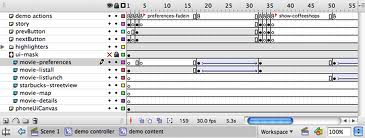 1 5 10 15 20 25 30 35 40 45 50 55
demo actions
preferences-fadein
show-coffeeshops
story
prevButton
nextButton
highlighters
ui-mask
movie-preferences
movie-listall
movie-listlunch
starbucks-streetview
movie-map
movie-details
phoneUICanvas
159 30.0 fps 5.3s
Scene 1 demo controller demo content Workspace 100%